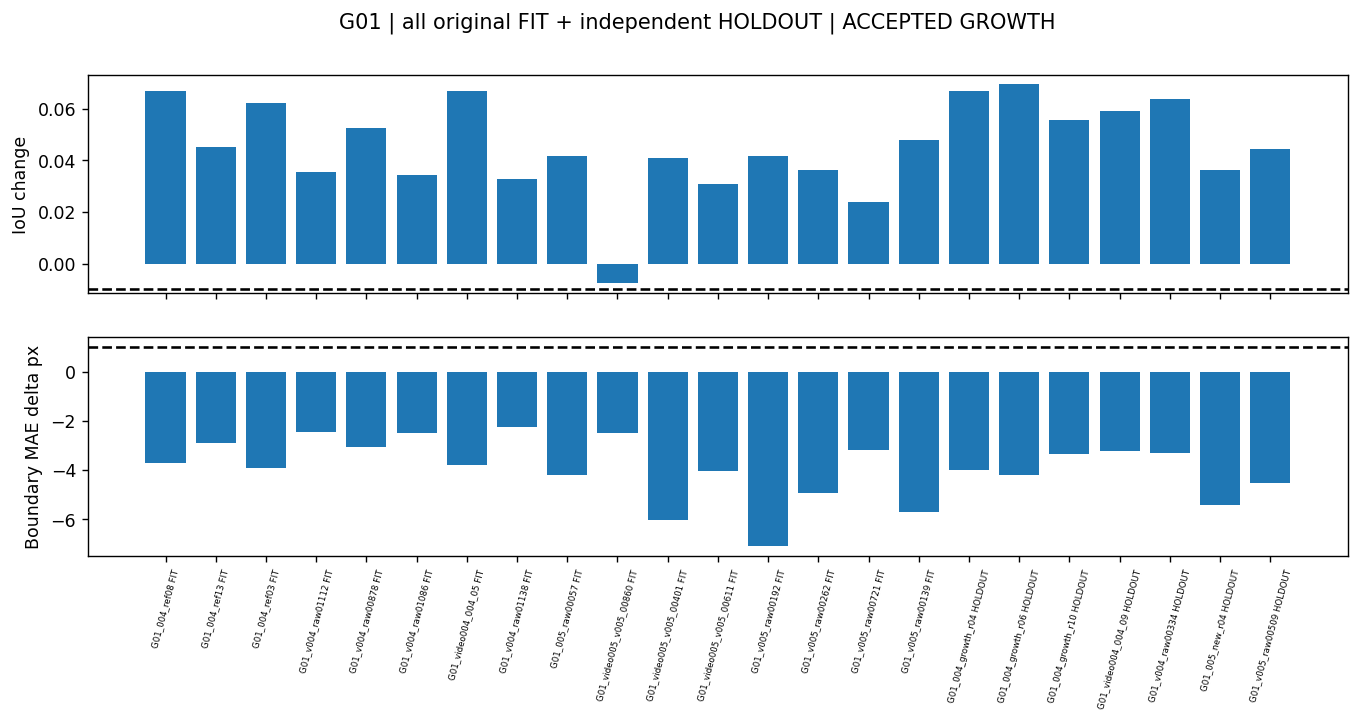 G01 | all original FIT + independent HOLDOUT | ACCEPTED GROWTH
IoU change
0.06
0.04
0.02
0.00
Boundary MAE delta px
0
−2
−4
−6
G01_004_ref08 FIT
G01_004_ref13 FIT
G01_004_ref03 FIT
G01_v004_raw01112 FIT
G01_v004_raw00878 FIT
G01_v004_raw01086 FIT
G01_video004_004_05 FIT
G01_v004_raw01138 FIT
G01_005_raw00057 FIT
G01_video005_v005_00860 FIT
G01_video005_v005_00401 FIT
G01_video005_v005_00611 FIT
G01_v005_raw00192 FIT
G01_v005_raw00262 FIT
G01_v005_raw00721 FIT
G01_v005_raw00139 FIT
G01_004_growth_r04 HOLDOUT
G01_004_growth_r06 HOLDOUT
G01_004_growth_r10 HOLDOUT
G01_video004_004_09 HOLDOUT
G01_v004_raw00334 HOLDOUT
G01_005_new_r04 HOLDOUT
G01_v005_raw00509 HOLDOUT